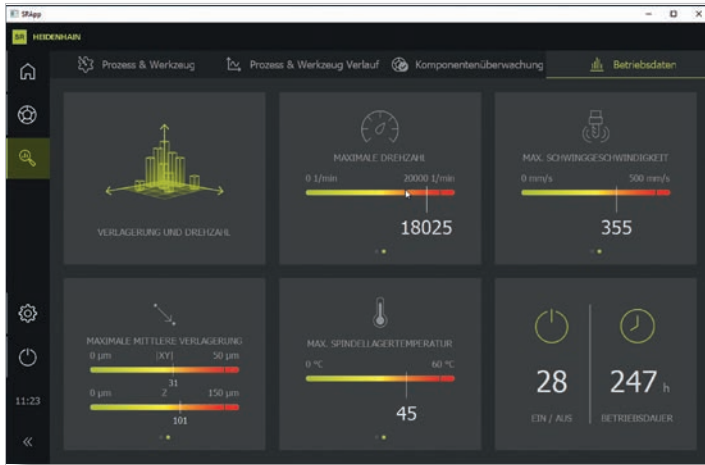 SRApp
SR HEIDENHAIN
Prozess & Werkzeug
Prozess & Werkzeug Verlauf
Komponentenüberwachung
Betriebsdaten
VERLAGERUNG UND DREHZAHL
MAXIMALE DREHZAHL
0 1/min 20000 1/min
18025
MAX. SCHWINGGESCHWINDIGKEIT
0 mm/s 500 mm/s
355
MAXIMALE MITTLERE VERLAGERUNG
0 µm |XY| 50 µm
31
0 µm Z 150 µm
101
MAX. SPINDELLAGERTEMPERATUR
0 °C 60 °C
45
28
EIN / AUS
247 h
BETRIEBSDAUER
11:23